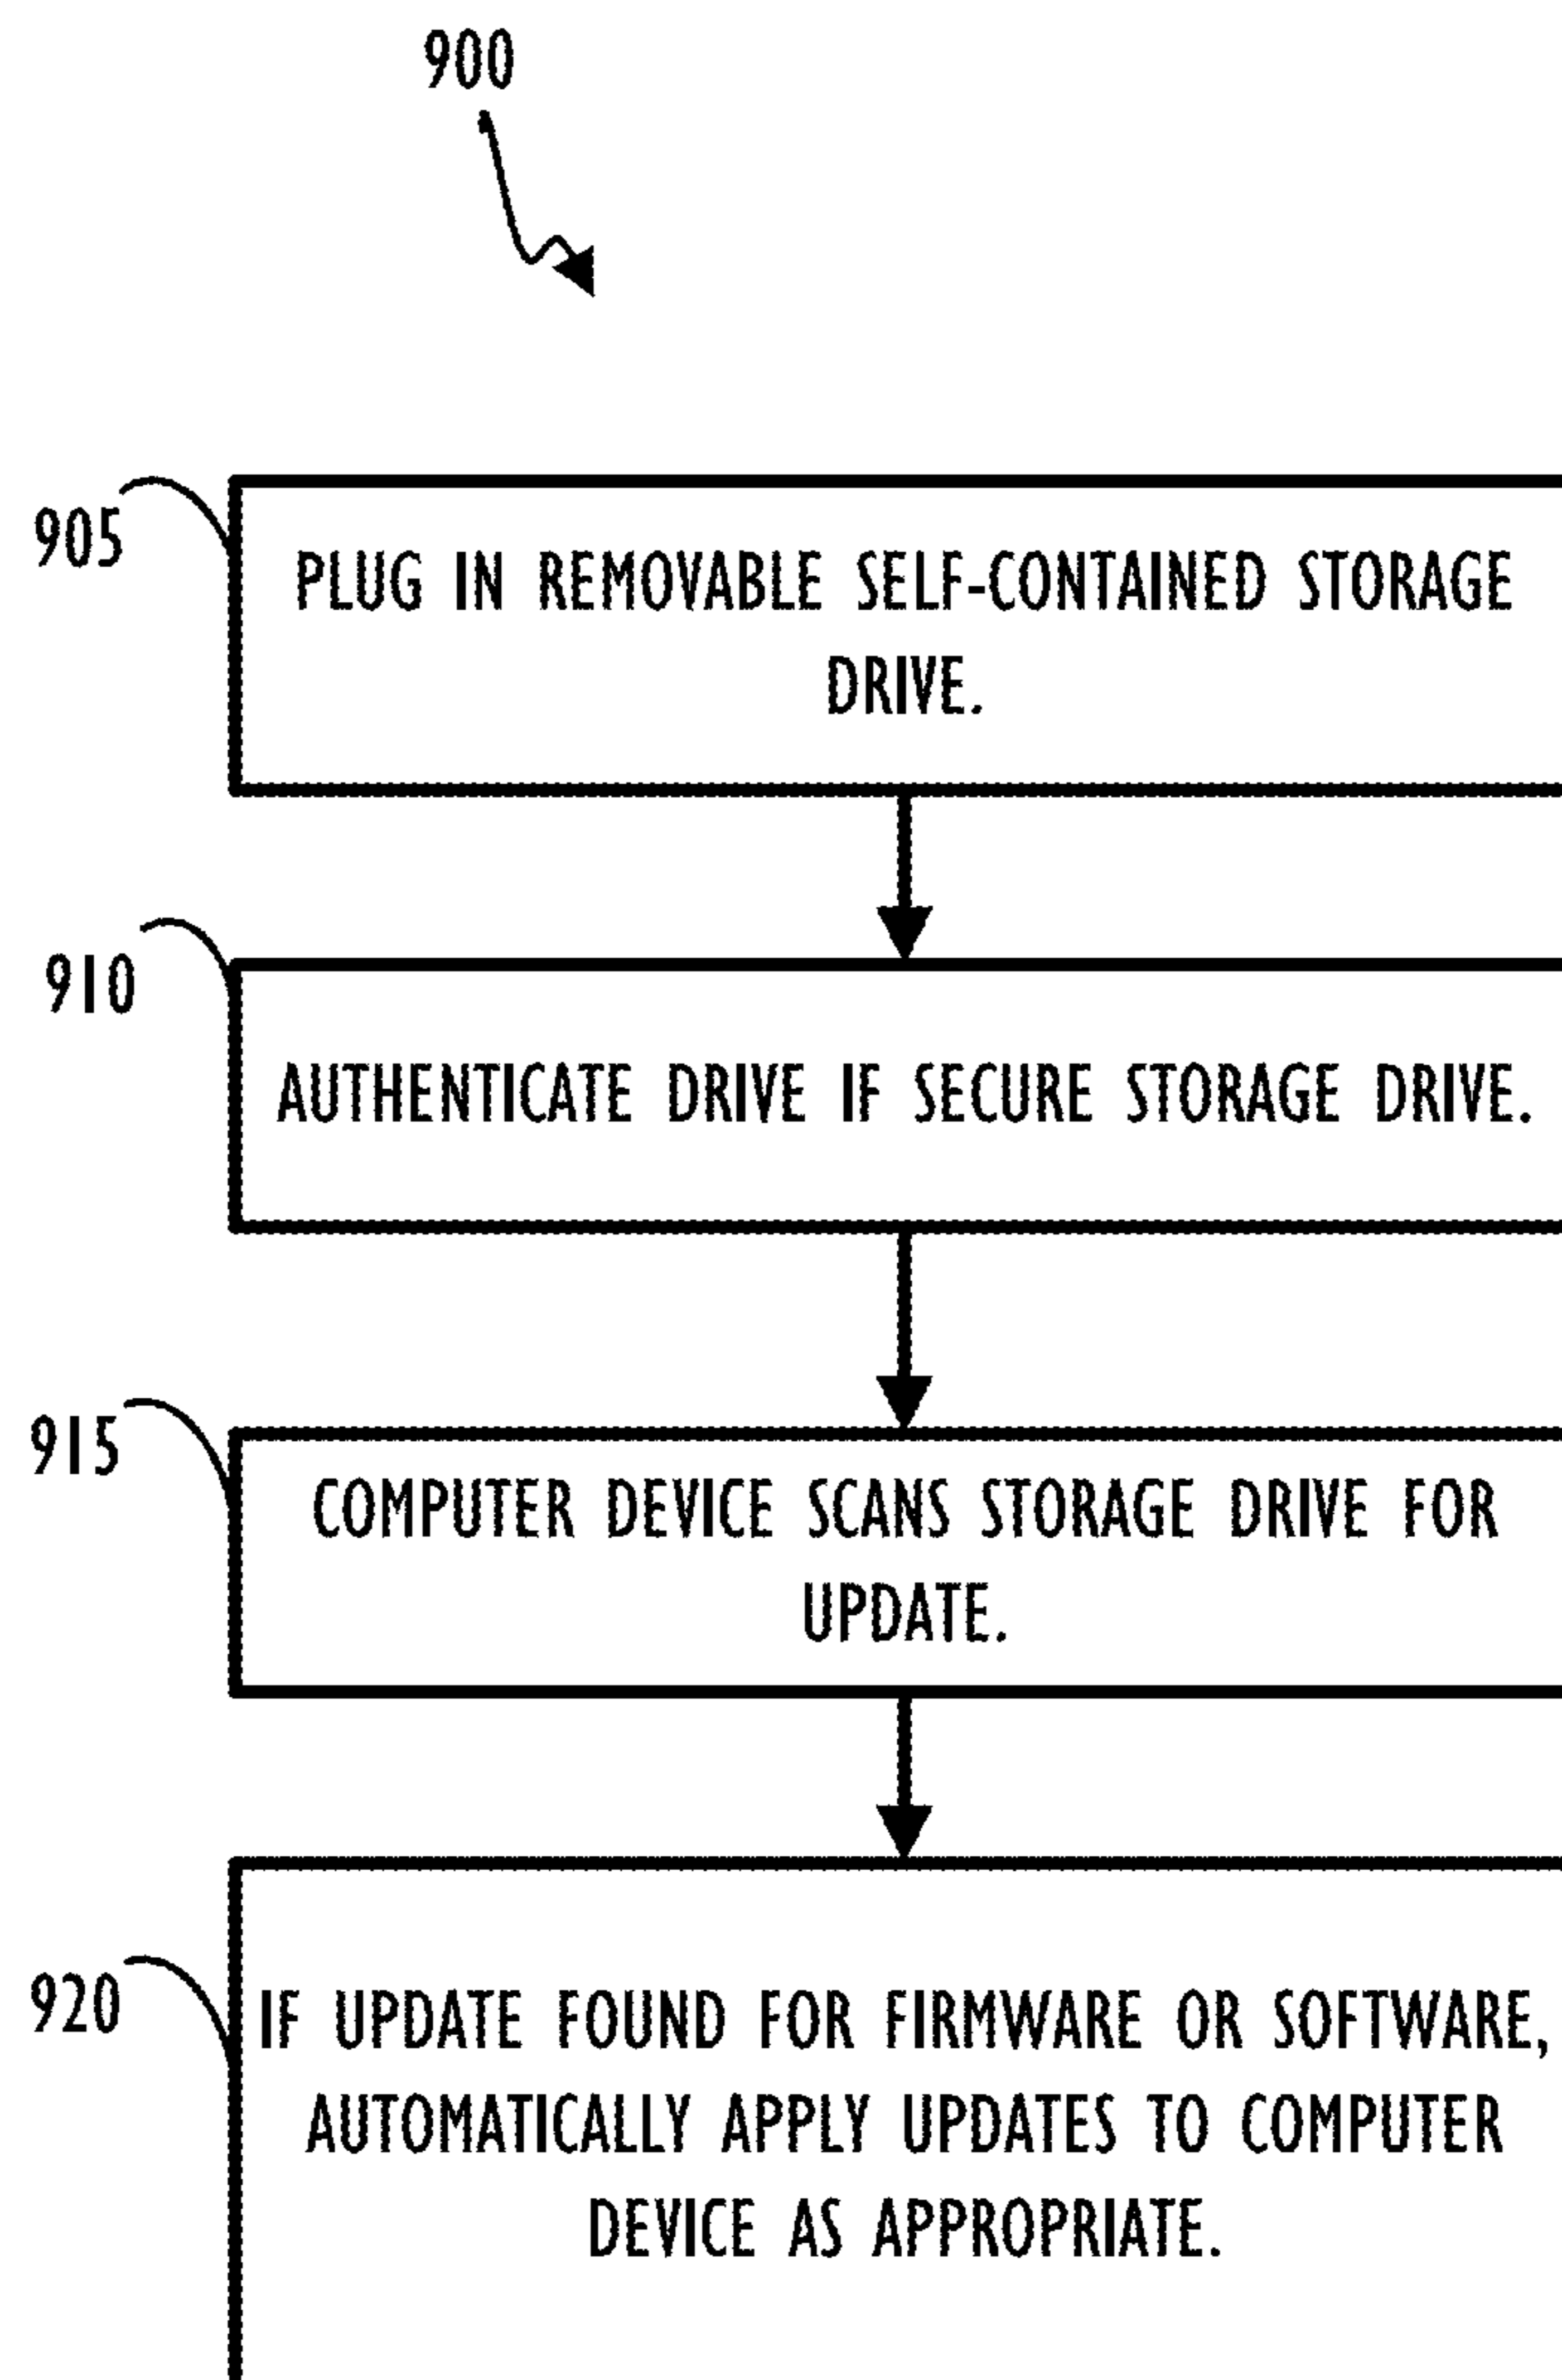 900
905
PLUG IN REMOVABLE SELF-CONTAINED STORAGE
DRIVE.
910
AUTHENTICATE DRIVE IF SECURE STORAGE DRIVE.
915
COMPUTER DEVICE SCANS STORAGE DRIVE FOR
UPDATE.
920
IF UPDATE FOUND FOR FIRMWARE OR SOFTWARE,
AUTOMATICALLY APPLY UPDATES TO COMPUTER
DEVICE AS APPROPRIATE.